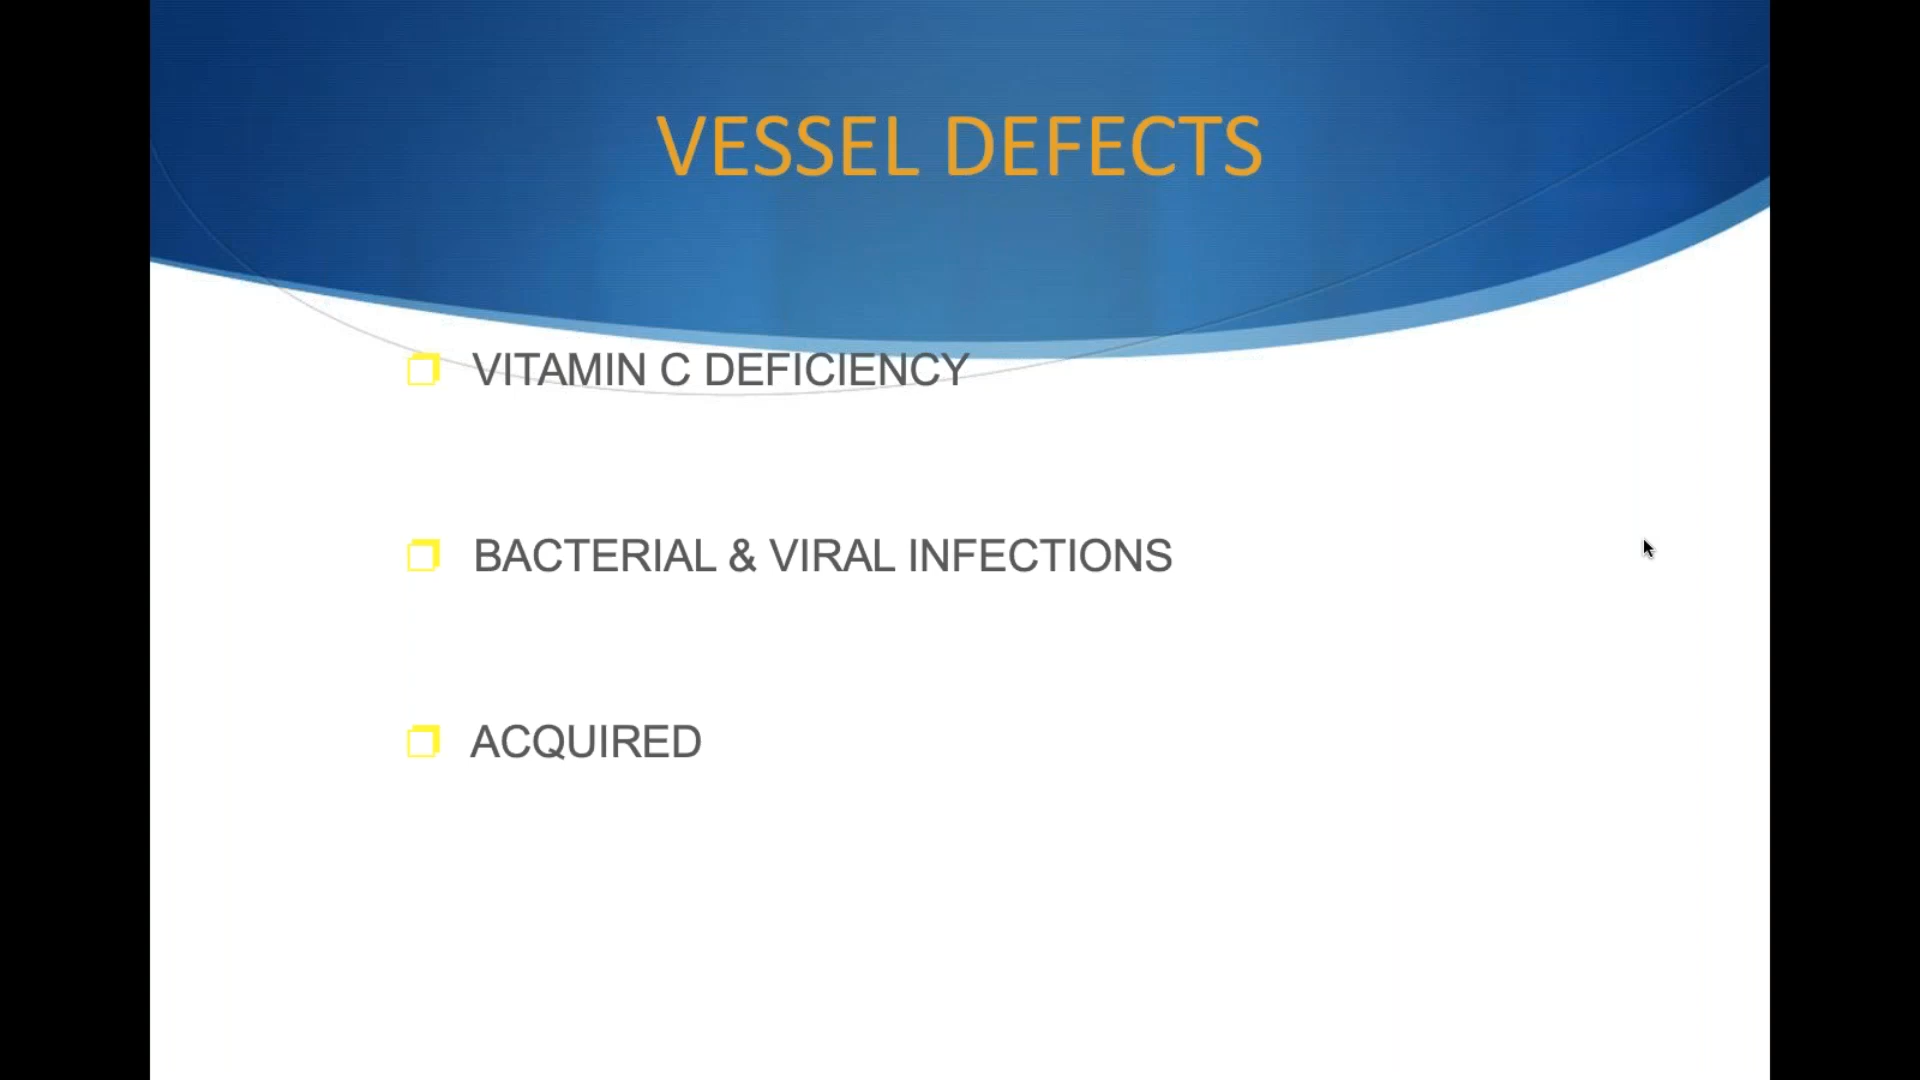 VESSEL DEFECTS
VITAMIN C DEFICIENCY
BACTERIAL & VIRAL INFECTIONS
ACQUIRED